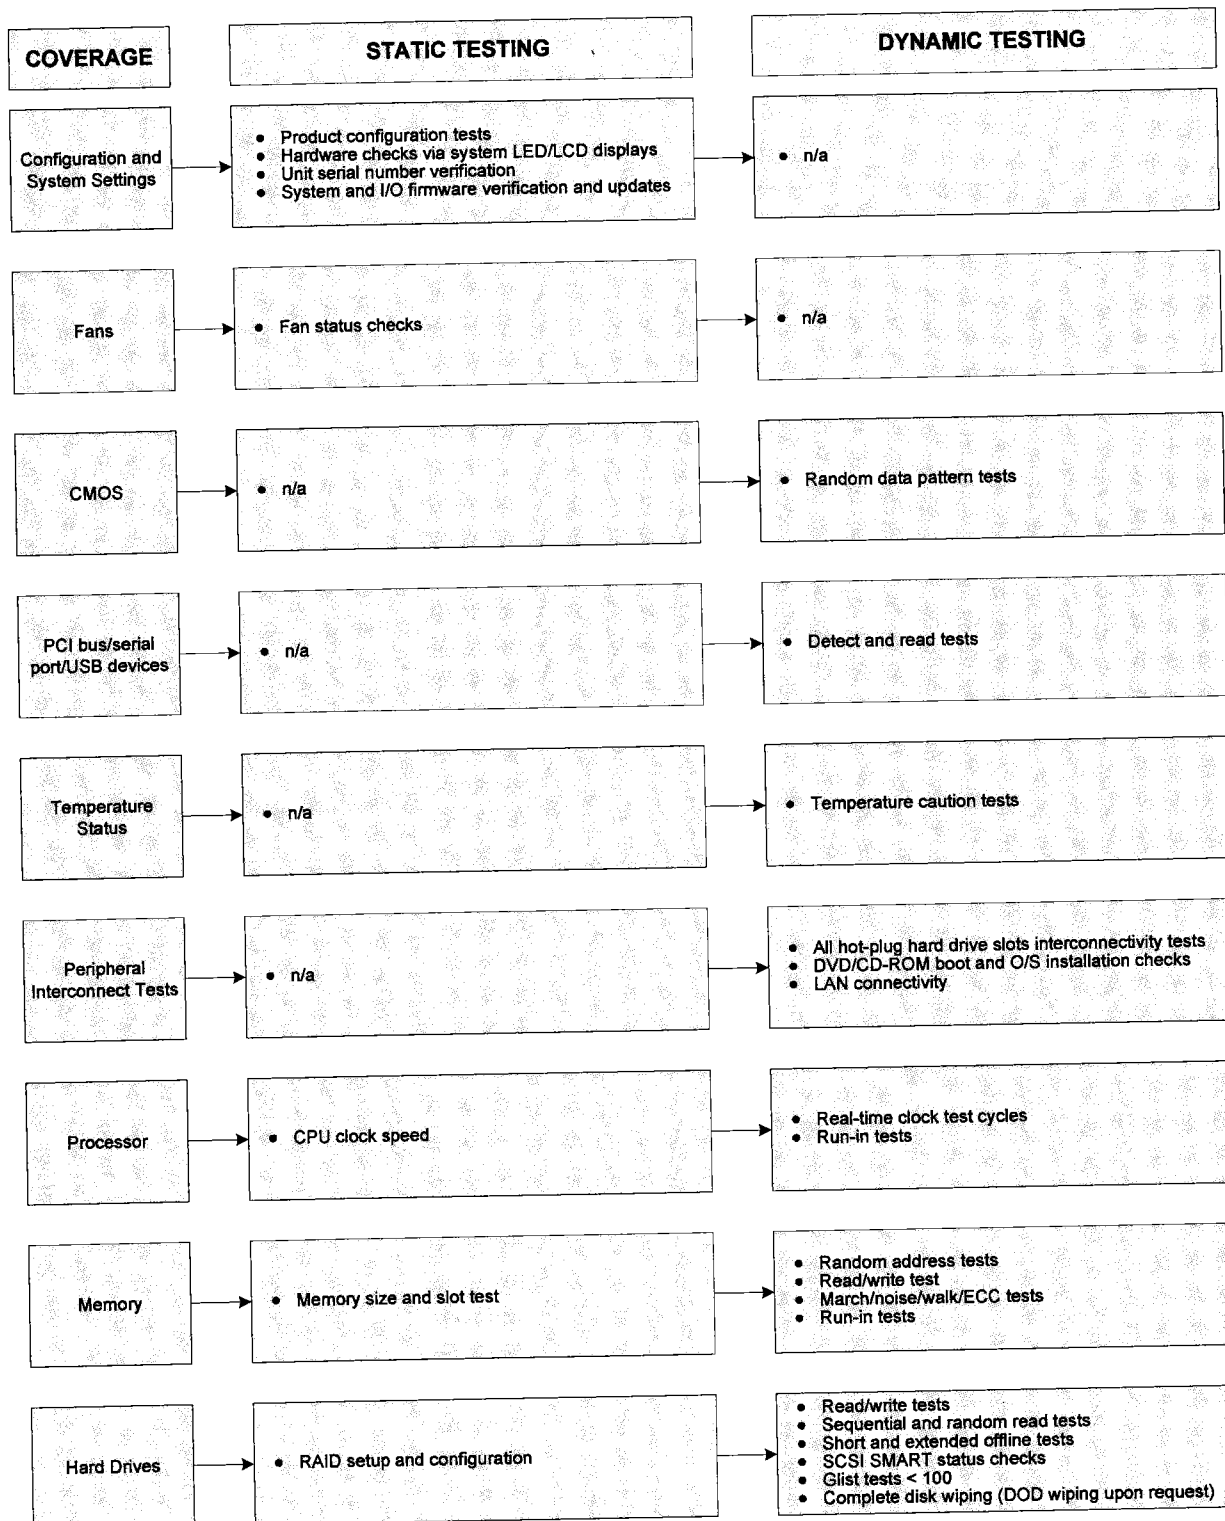 COVERAGE
STATIC TESTING
DYNAMIC TESTING
Configuration and
System Settings
• Product configuration tests
• Hardware checks via system LED/LCD displays
• Unit serial number verification
• System and I/O firmware verification and updates
• n/a
Fans
• Fan status checks
• n/a
CMOS
• n/a
• Random data pattern tests
PCI bus/serial
port/USB devices
• n/a
• Detect and read tests
Temperature
Status
• n/a
• Temperature caution tests
Peripheral
Interconnect Tests
• n/a
• All hot-plug hard drive slots interconnectivity tests
• DVD/CD-ROM boot and O/S installation checks
• LAN connectivity
Processor
• CPU clock speed
• Real-time clock test cycles
• Run-in tests
Memory
• Memory size and slot test
• Random address tests
• Read/write test
• March/noise/walk/ECC tests
• Run-in tests
Hard Drives
• RAID setup and configuration
• Read/write tests
• Sequential and random read tests
• Short and extended offline tests
• SCSI SMART status checks
• Glist tests < 100
• Complete disk wiping (DOD wiping upon request)